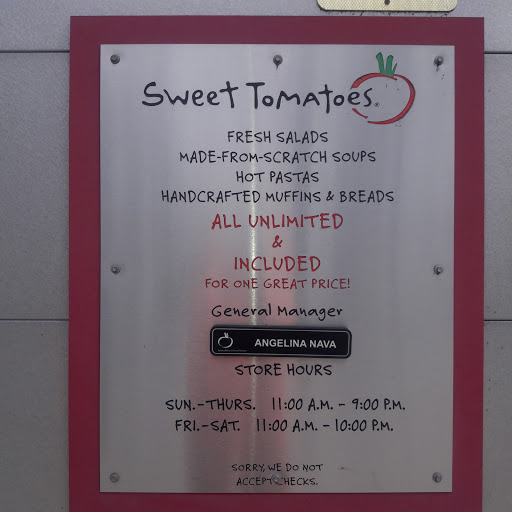 Sweet Tomatoes®
FRESH SALADS
MADE-FROM-SCRATCH SOUPS
HOT PASTAS
HANDCRAFTED MUFFINS & BREADS
ALL UNLIMITED
&
INCLUDED
FOR ONE GREAT PRICE!
General Manager
ANGELINA NAVA
STORE HOURS
SUN.-THURS. 11:00 A.M. - 9:00 P.M.
FRI.-SAT. 11:00 A.M. - 10:00 P.M.
SORRY, WE DO NOT
ACCEPT CHECKS.